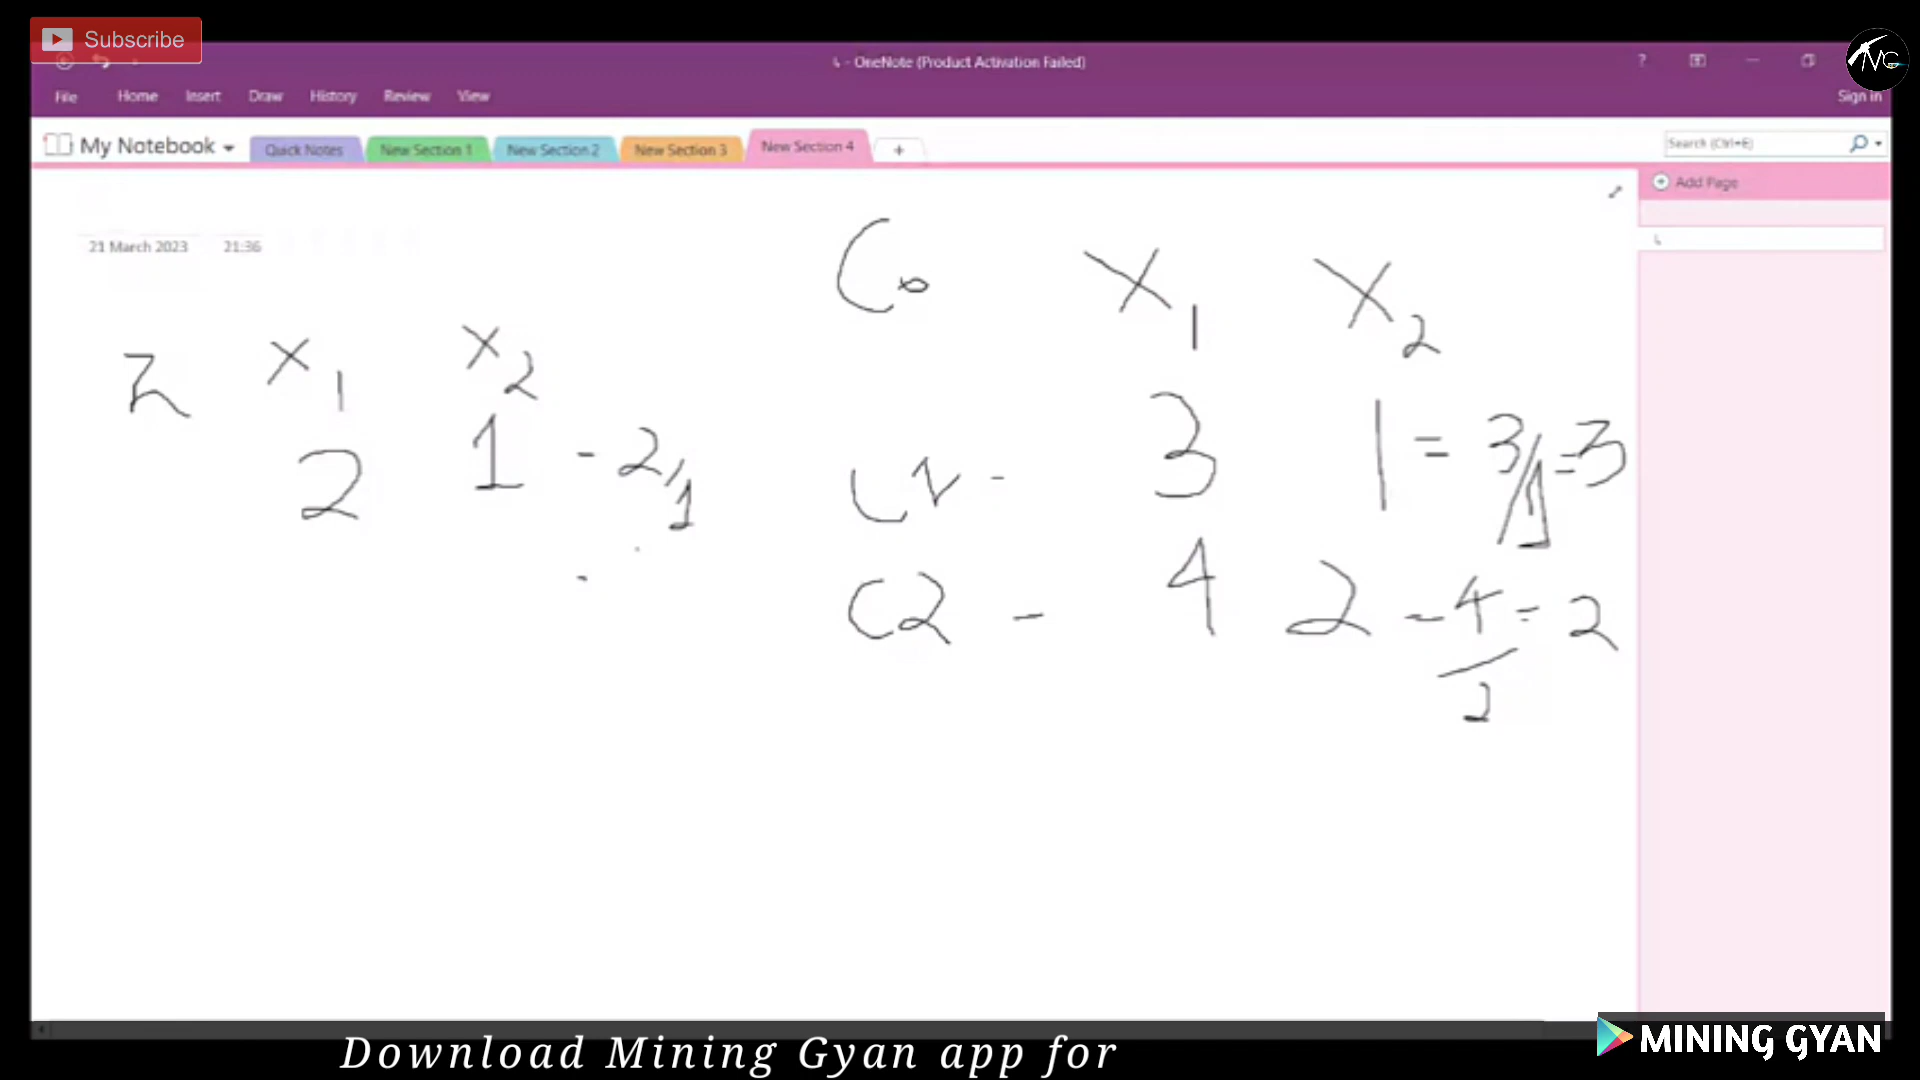 Subscribe
TMG
ḷ - OneNote (Product Activation Failed)
?
File Home Insert Draw History Review View
Sign in
My Notebook
Quick Notes New Section 1 New Section 2 New Section 3 New Section 4 +
Search (Ctrl+E)
Add Page
21 March 2023 21:36
Co X1 X2
Z X1 X2
2 1 - 2/1
3 1 = 3/1 = 3
C2 - 4 2 - 4/2 = 2
Download Mining Gyan app for
MINING GYAN